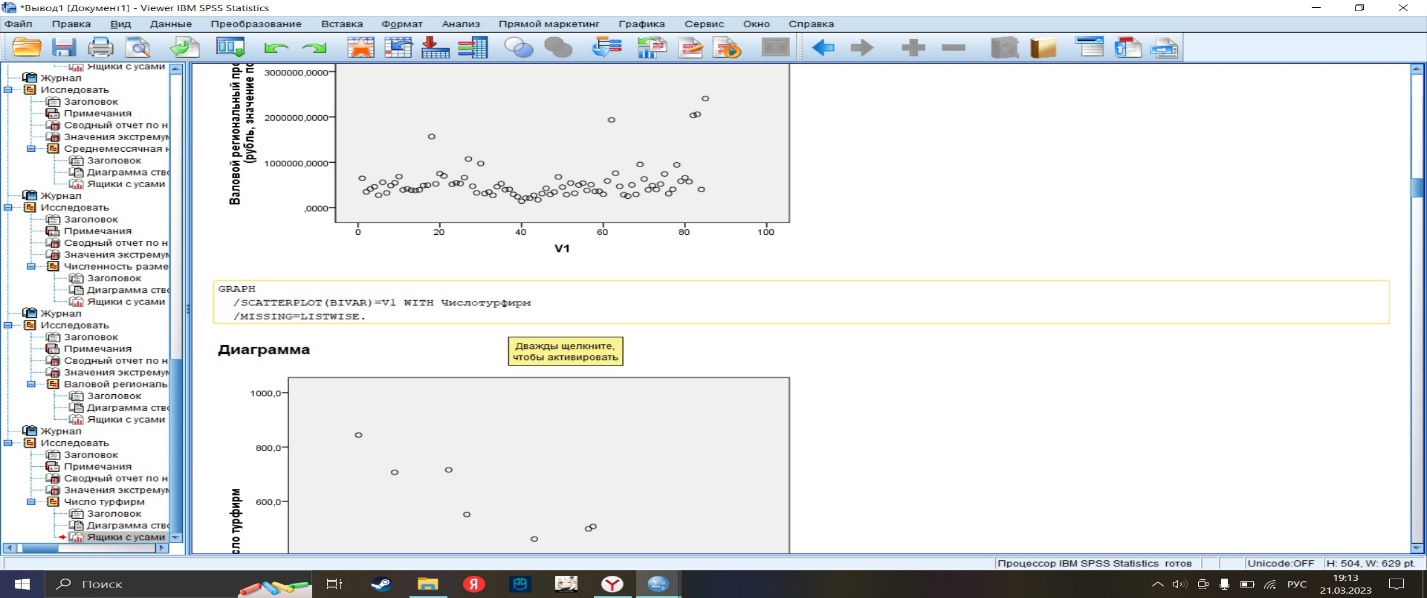 *Вывод1 [Документ1] - Viewer IBM SPSS Statistics
Файл Правка Вид Данные Преобразование Вставка Формат Анализ Прямой маркетинг Графика Сервис Окно Справка
Ящики с усами
Журнал
Исследовать
Заголовок
Примечания
Сводный отчет по н
Значения экстремум
Среднемесячная н
Заголовок
Диаграмма ство
Ящики с усами
Журнал
Исследовать
Заголовок
Примечания
Сводный отчет по н
Значения экстремум
Численность разме
Заголовок
Диаграмма ство
Ящики с усами
Журнал
Исследовать
Заголовок
Примечания
Сводный отчет по н
Значения экстремум
Валовой региональ
Заголовок
Диаграмма ство
Ящики с усами
Журнал
Исследовать
Заголовок
Примечания
Сводный отчет по н
Значения экстремум
Число турфирм
Заголовок
Диаграмма ство
Ящики с усами
Валовой региональный про
(рубль, значение по
3000000,0000
2000000,0000
1000000,0000
,0000
0 20 40 60 80 100
V1
GRAPH
/SCATTERPLOT(BIVAR)=V1 WITH Числотурфирм
/MISSING=LISTWISE.
Диаграмма
Дважды щелкните,
чтобы активировать
1000,0
800,0
600,0
сло турфирм
Процессор IBM SPSS Statistics готов Unicode:OFF H: 504, W: 629 pt.
Поиск
РУС
19:13
21.03.2023